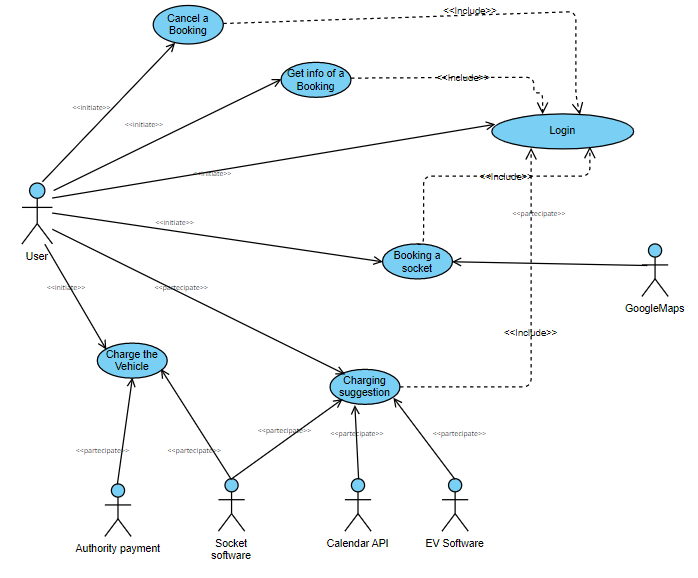 <<Include>>
Cancel a
Booking
Get info of a
Booking
<<Include>>
<<initiate>>
<<initiate>>
Login
<<initiate>>
<<Include>>
<<partecipate>>
<<initiate>>
User
Booking a
socket
<<initiate>>
<<partecipate>>
GoogleMaps
<<Include>>
Charge the
Vehicle
Charging
suggestion
<<partecipate>>
<<partecipate>>
<<partecipate>>
<<partecipate>>
<<partecipate>>
Authority payment
Socket
software
Calendar API
EV Software